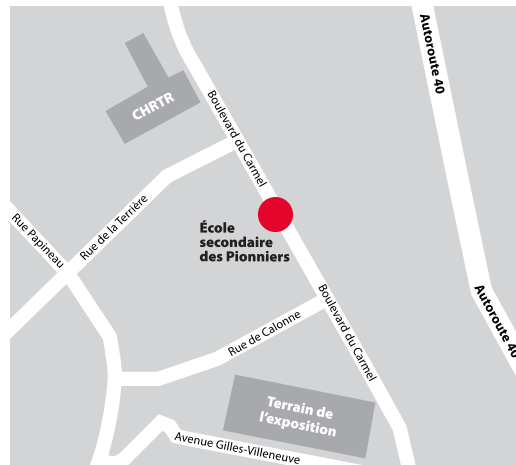 Autoroute 40
CHRTR
Boulevard du Carmel
Rue de la Terrière
Rue Papineau
École
secondaire
des Pionniers
Boulevard du Carmel
Autoroute 40
Rue de Calonne
Terrain de
l'exposition
Avenue Gilles-Villeneuve